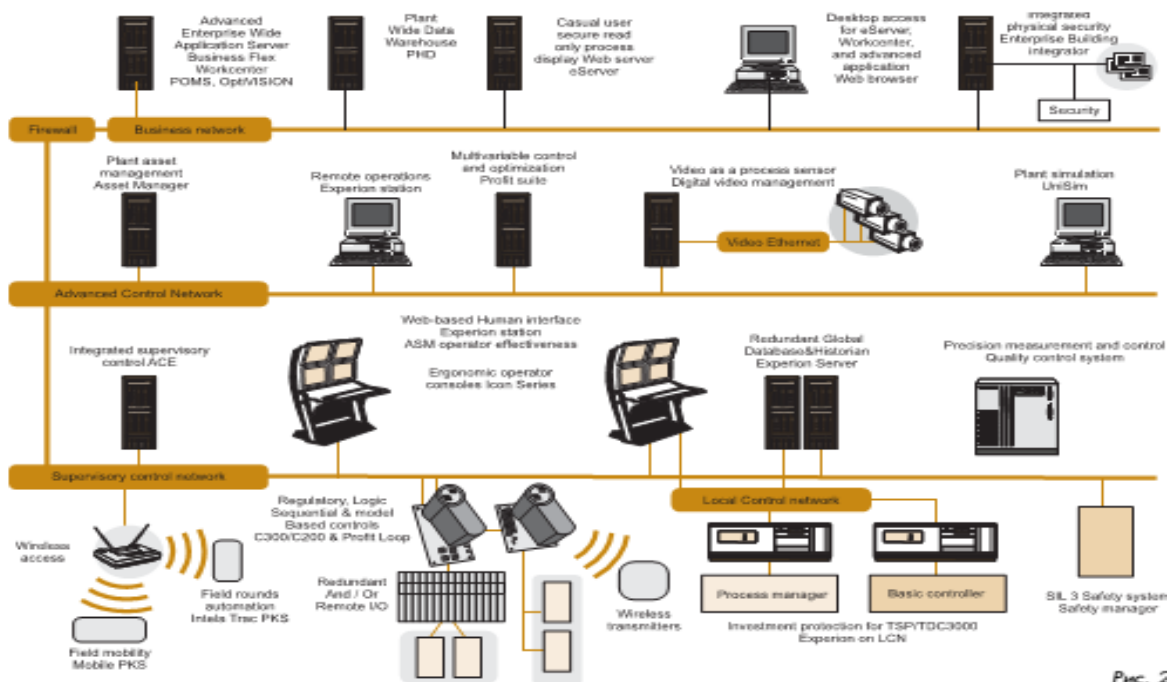 Advanced
Enterprise Wide
Application Server
Business Flex
Workcenter
POMS, OptiVISION
Plant
Wide Data
Warehouse
PHD
Casual user
secure read
only process
display Web server
eServer
Desktop access
for eServer,
Workcenter,
and advanced
application
Web browser
Integrated
physical security
Enterprise Building
integrator
Security
Firewall
Business network
Plant asset
management
Asset Manager
Remote operations
Experion station
Multivariable control
and optimization
Profit suite
Video as a process sensor
Digital video management
Video Ethernet
Plant simulation
UniSim
Advanced Control Network
Integrated supervisory
control ACE
Web-based Human interface
Experion station
ASM operator effectiveness
Ergonomic operator
consoles Icon Series
Redundant Global
Database&Historian
Experion Server
Precision measurement and control
Quality control system
Supervisory control network
Wireless
access
Field rounds
automation
Intela Trac PKS
Field mobility
Mobile PKS
Regulatory, Logic
Sequential & model
Based controls
C300/C200 & Profit Loop
Redundant
And / Or
Remote I/O
Wireless
transmitters
Local Control network
Process manager
Basic controller
Investment protection for TSP/TDC3000
Experion on LCN
SIL 3 Safety system
Safety manager
Рис. 2